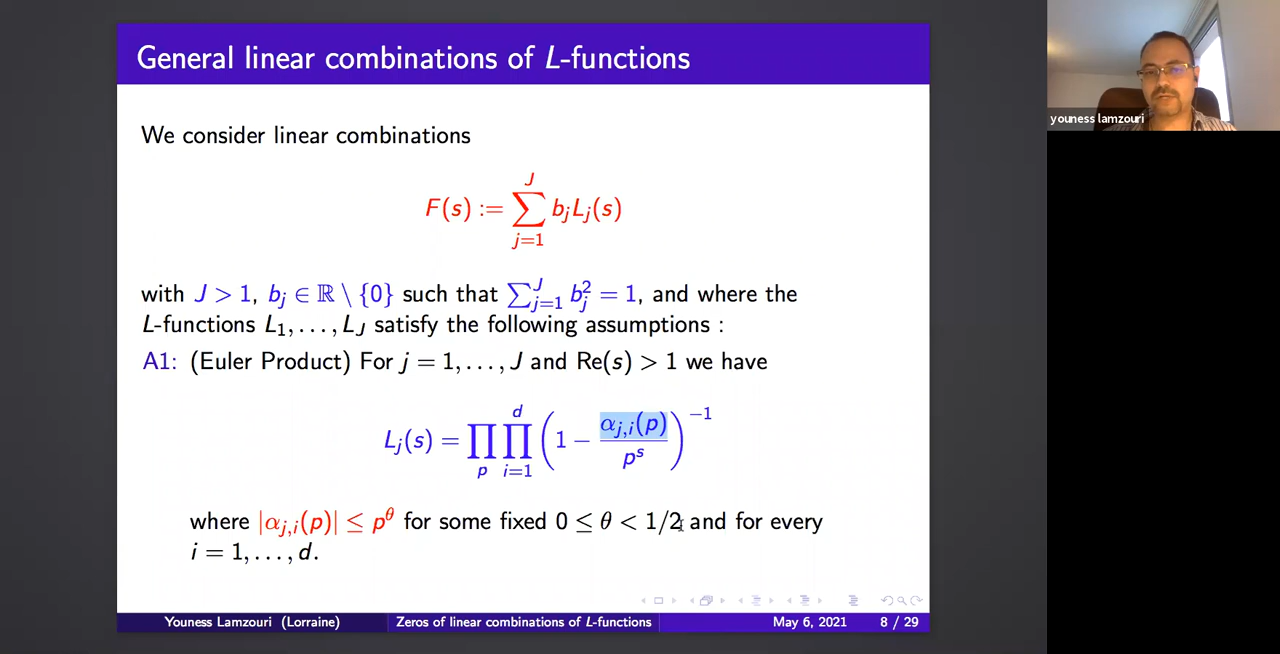 General linear combinations of L-functions
youness lamzouri
We consider linear combinations
F(s) := ∑_{j=1}^{J} b_j L_j(s)
with J > 1, b_j ∈ ℝ \ {0} such that ∑_{j=1}^{J} b_j^2 = 1, and where the
L-functions L_1, . . . , L_J satisfy the following assumptions :
A1: (Euler Product) For j = 1, . . . , J and Re(s) > 1 we have
L_j(s) = ∏_p ∏_{i=1}^{d} (1 − α_{j,i}(p)/p^s)^{−1}
where |α_{j,i}(p)| ≤ p^θ for some fixed 0 ≤ θ < 1/2 and for every
i = 1, . . . , d.
Youness Lamzouri (Lorraine) Zeros of linear combinations of L-functions May 6, 2021 8 / 29